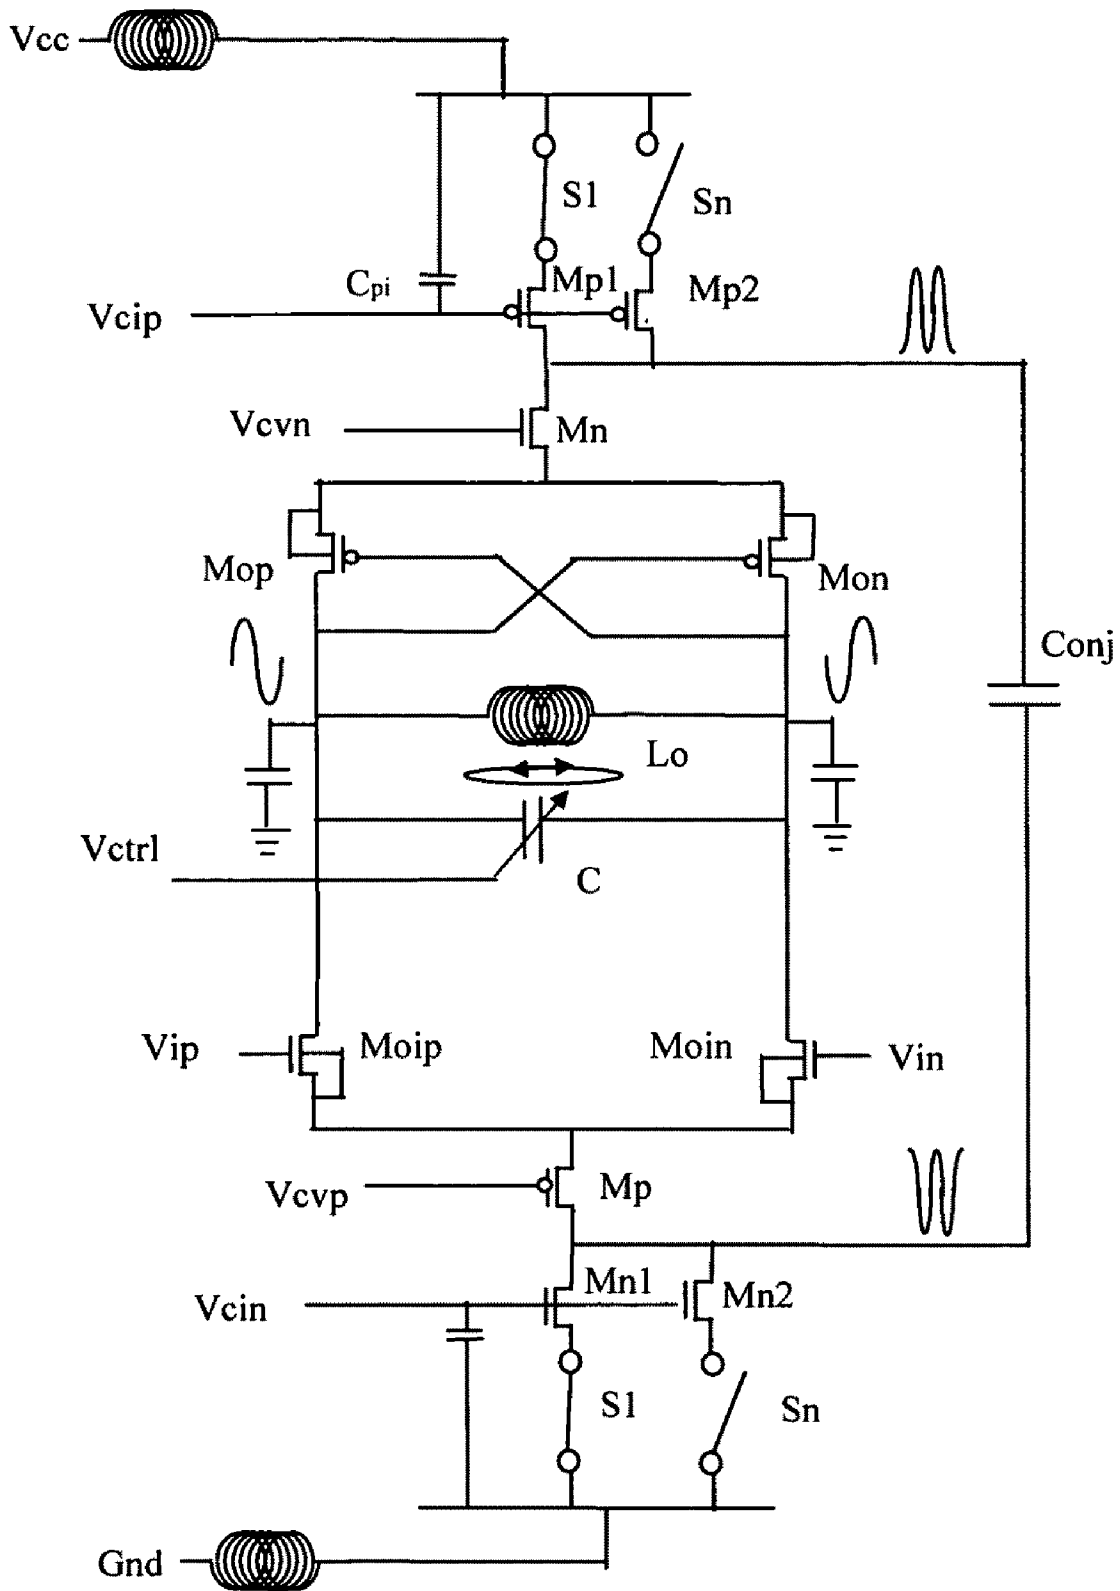 Vcc
S1
Sn
Cpi
Mp1
Mp2
Vcip
Vcvn
Mn
Mop
Mon
Conj
Lo
Vctrl
C
Vip
Moip
Moin
Vin
Vcvp
Mp
Vcin
Mn1
Mn2
S1
Sn
Gnd